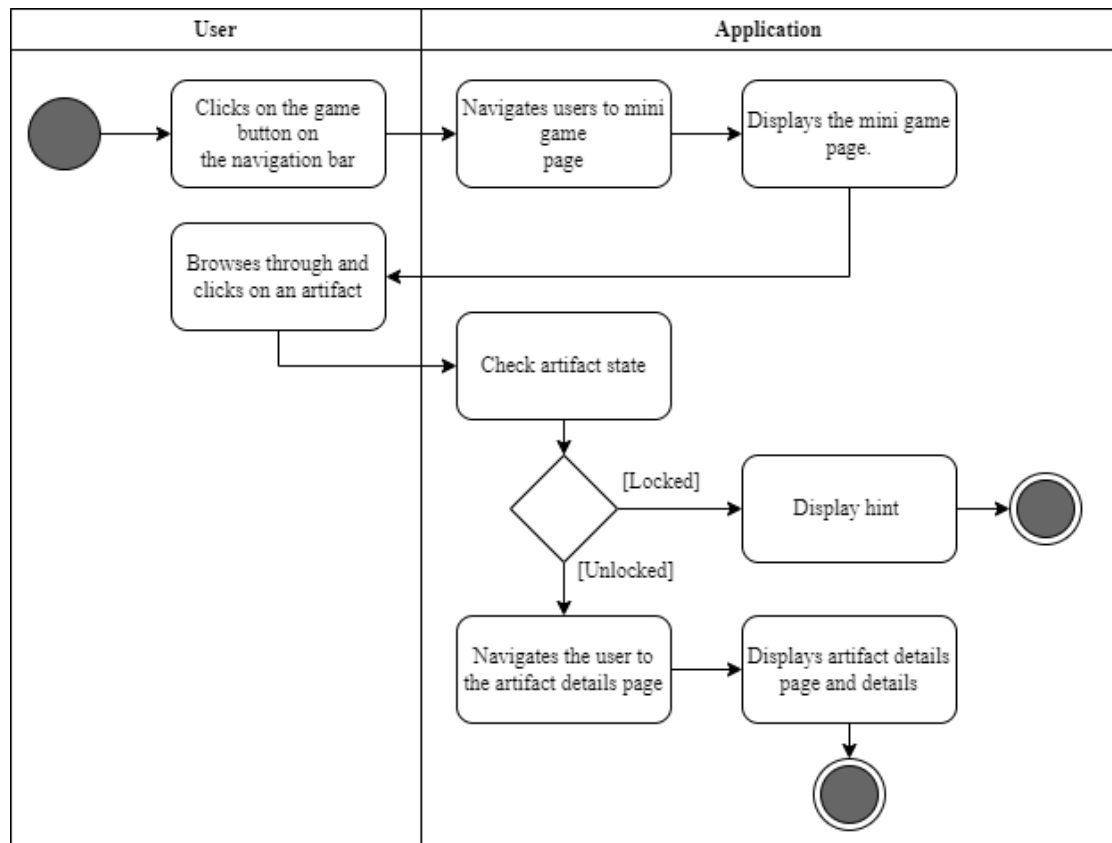 User
Application
Clicks on the game
button on
the navigation bar
Navigates users to mini
game
page
Displays the mini game
page.
Browses through and
clicks on an artifact
Check artifact state
[Locked]
Display hint
[Unlocked]
Navigates the user to
the artifact details page
Displays artifact details
page and details